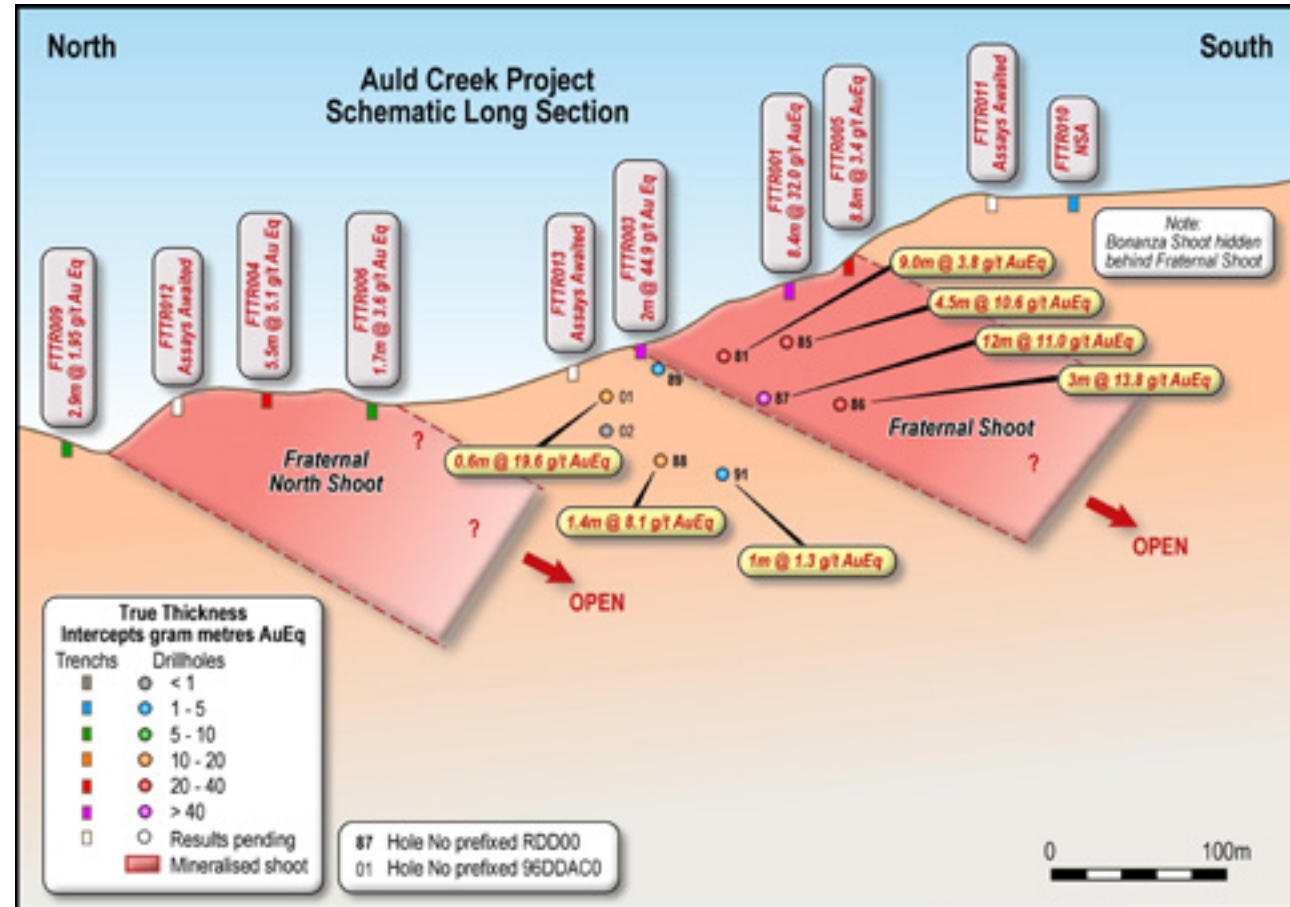 North
South
Auld Creek Project
Schematic Long Section
FTTR009
2.9m @ 1.95 g/t Au Eq
FTTR012
Assays Awaited
FTTR004
5.5m @ 5.1 g/t Au Eq
FTTR006
1.7m @ 3.6 g/t Au Eq
FTTR013
Assays Awaited
FTTR003
2m @ 44.9 g/t Au Eq
FTTR001
8.4m @ 32.0 g/t AuEq
FTTR005
8.8m @ 3.4 g/t AuEq
FTTR011
Assays Awaited
FTTR010
NSA
Note:
Bonanza Shoot hidden
behind Fraternal Shoot
9.0m @ 3.8 g/t AuEq
4.5m @ 10.6 g/t AuEq
12m @ 11.0 g/t AuEq
3m @ 13.8 g/t AuEq
81
85
87
86
89
01
02
88
91
Fraternal Shoot
?
OPEN
Fraternal
North Shoot
?
?
OPEN
0.6m @ 19.6 g/t AuEq
1.4m @ 8.1 g/t AuEq
1m @ 1.3 g/t AuEq
True Thickness
Intercepts gram metres AuEq
Trenchs Drillholes
< 1
1 - 5
5 - 10
10 - 20
20 - 40
> 40
Results pending
Mineralised shoot
87 Hole No prefixed RDD00
01 Hole No prefixed 96DDAC0
0 100m